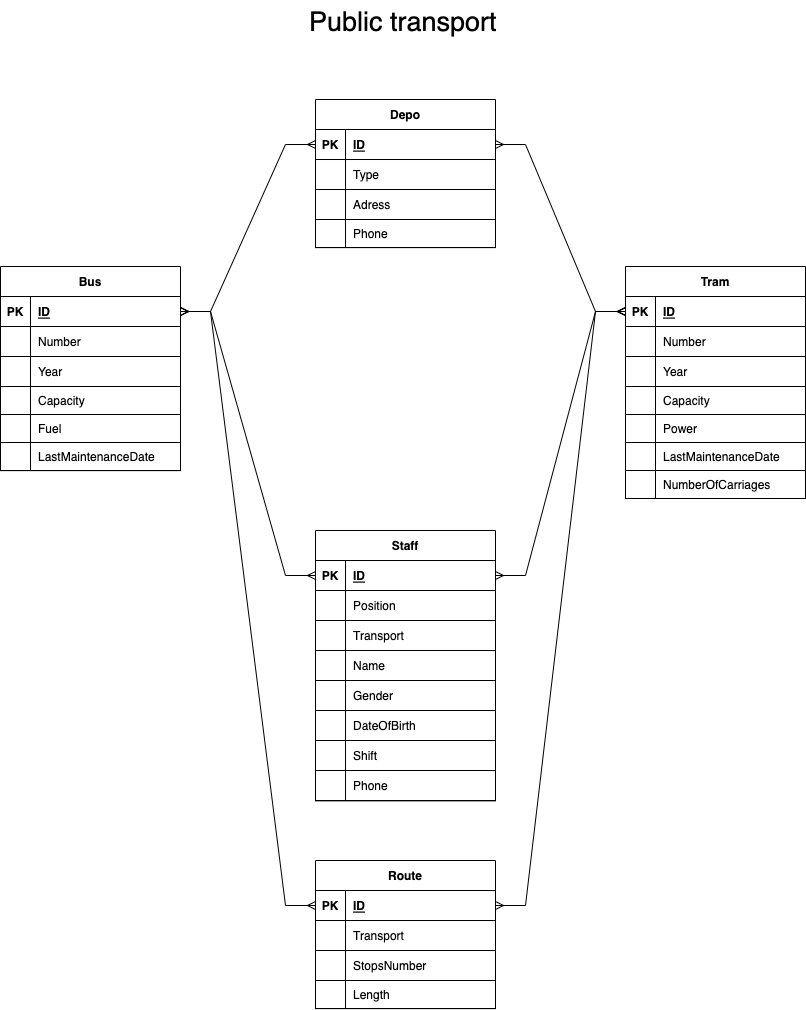 Public transport
Depo
PK ID
Type
Adress
Phone
Bus
PK ID
Number
Year
Capacity
Fuel
LastMaintenanceDate
Tram
PK ID
Number
Year
Capacity
Power
LastMaintenanceDate
NumberOfCarriages
Staff
PK ID
Position
Transport
Name
Gender
DateOfBirth
Shift
Phone
Route
PK ID
Transport
StopsNumber
Length